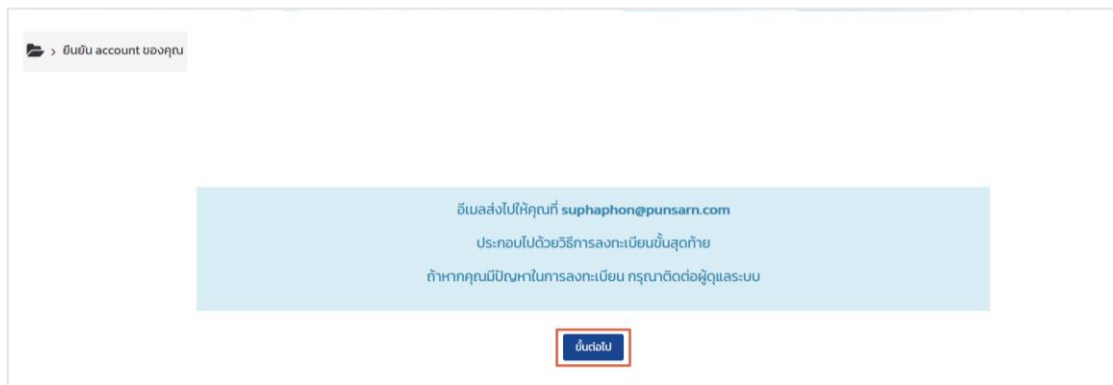 > ยืนยัน account ของคุณ
อีเมลส่งไปให้คุณที่ suphaphon@punsarn.com
ประกอบไปด้วยวิธีการลงทะเบียนขั้นสุดท้าย
ถ้าหากคุณมีปัญหาในการลงทะเบียน กรุณาติดต่อผู้ดูแลระบบ
ขั้นต่อไป